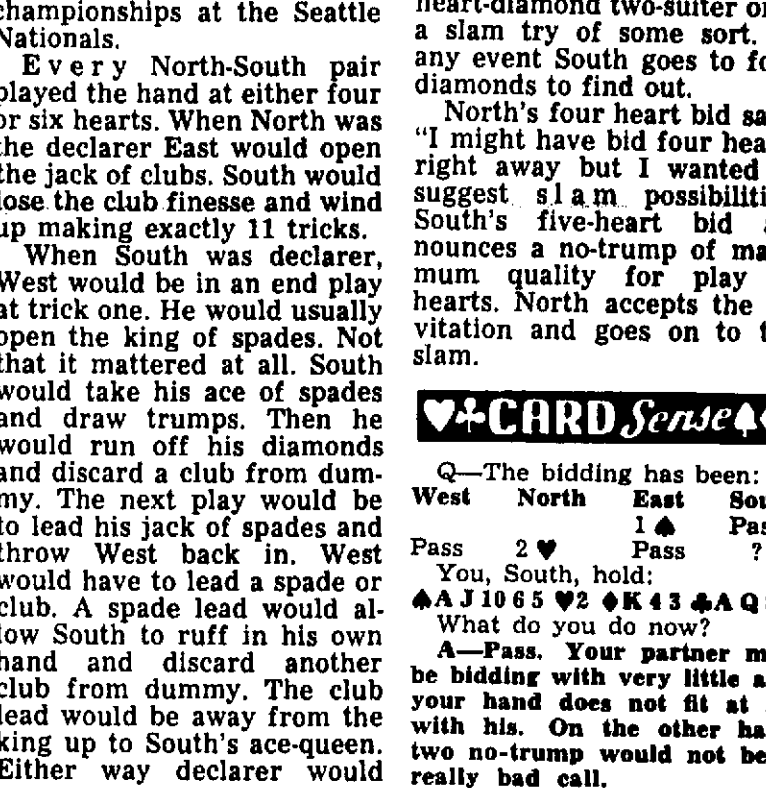 championships at the Seattle
Nationals.
Every North-South pair
played the hand at either four
or six hearts. When North was
the declarer East would open
the jack of clubs. South would
lose the club finesse and wind
up making exactly 11 tricks.
When South was declarer,
West would be in an end play
at trick one. He would usually
open the king of spades. Not
that it mattered at all. South
would take his ace of spades
and draw trumps. Then he
would run off his diamonds
and discard a club from dum-
my. The next play would be
to lead his jack of spades and
throw West back in. West
would have to lead a spade or
club. A spade lead would al-
low South to ruff in his own
hand and discard another
club from dummy. The club
lead would be away from the
king up to South's ace-queen.
Either way declarer would
heart-diamond two-suiter or
a slam try of some sort.
any event South goes to fo
diamonds to find out.
North's four heart bid sa
"I might have bid four hea
right away but I wanted
suggest slam possibiliti
South's five-heart bid a
nounces a no-trump of ma
mum quality for play
hearts. North accepts the
vitation and goes on to t
slam.
♥♣CARD Sense♠
Q—The bidding has been:
West North East Sou
1 ♠ Pas
Pass 2 ♥ Pass ?
You, South, hold:
♠A J 10 6 5 ♥2 ♦K 4 3 ♣A Q
What do you do now?
A—Pass. Your partner m
be bidding with very little a
your hand does not fit at
with his. On the other ha
two no-trump would not be
really bad call.